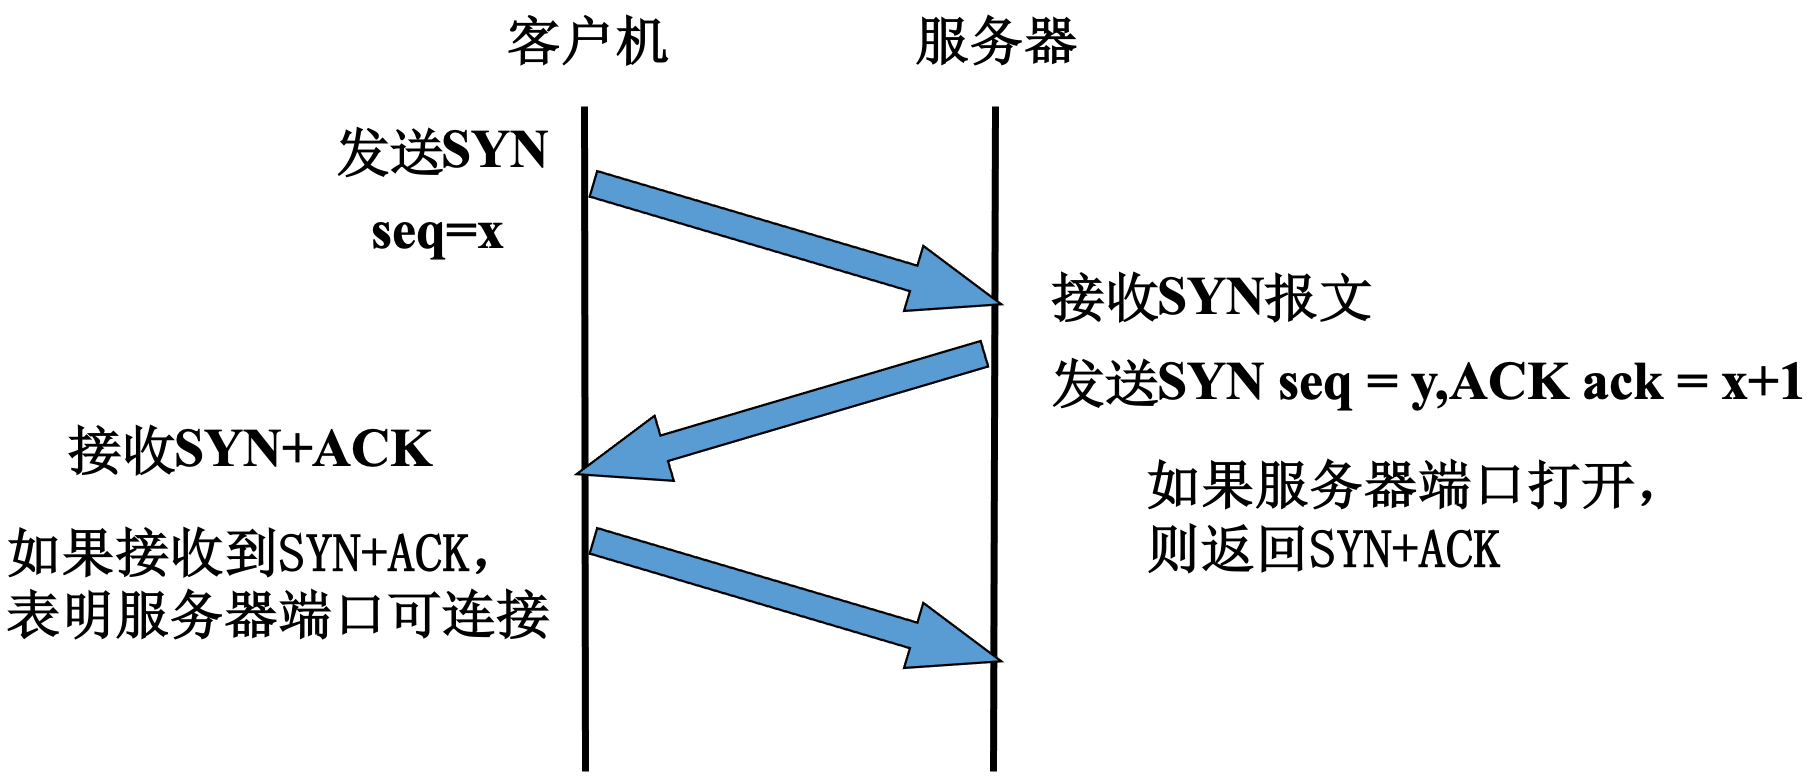 客户机
服务器
发送SYN
seq=x
接收SYN报文
发送SYN seq = y,ACK ack = x+1
接收SYN+ACK
如果服务器端口打开，
则返回SYN+ACK
如果接收到SYN+ACK，
表明服务器端口可连接